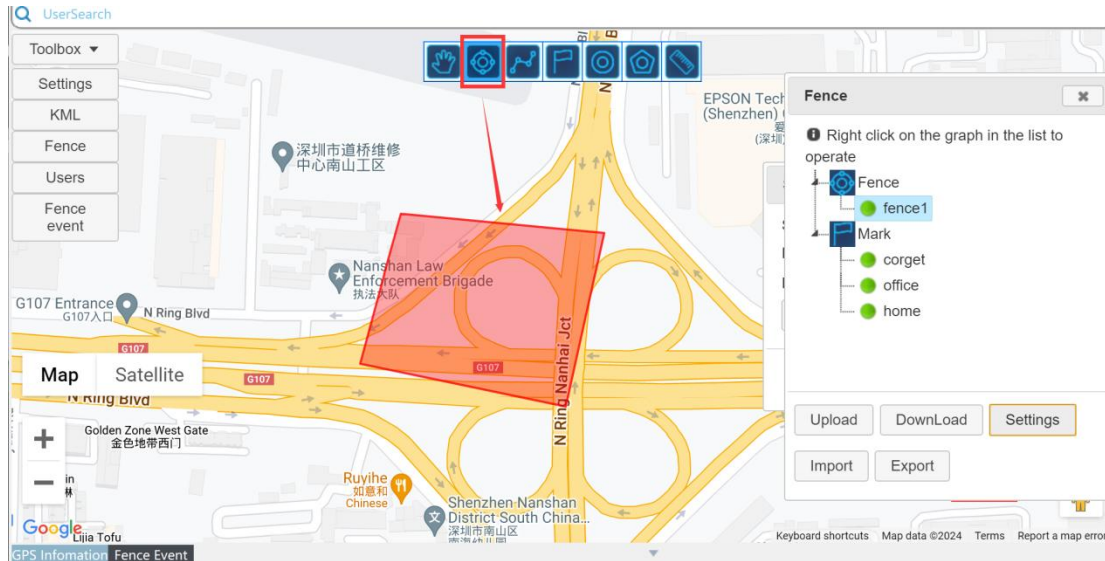 UserSearch
Toolbox
Settings
KML
Fence
Users
Fence
event
深圳市道桥维修
中心南山工区
EPSON Tech
(Shenzhen)
Nanshan Law
Enforcement Brigade
G107 Entrance
G107入口
N Ring Blvd
G107
G107
G107
Map
Satellite
N Ring Blvd
N Ring Nanhai Jct
N Ring
Golden Zone West Gate
金色地带西门
+
−
Ruyihe
如意和
Chinese
Shenzhen Nanshan
District South China...
深圳市南山区
Google
Lijia Tofu
Keyboard shortcuts
Map data ©2024
Terms
Report a map error
GPS Infomation
Fence Event
Fence
Right click on the graph in the list to
operate
Fence
fence1
Mark
corget
office
home
Upload
DownLoad
Settings
Import
Export